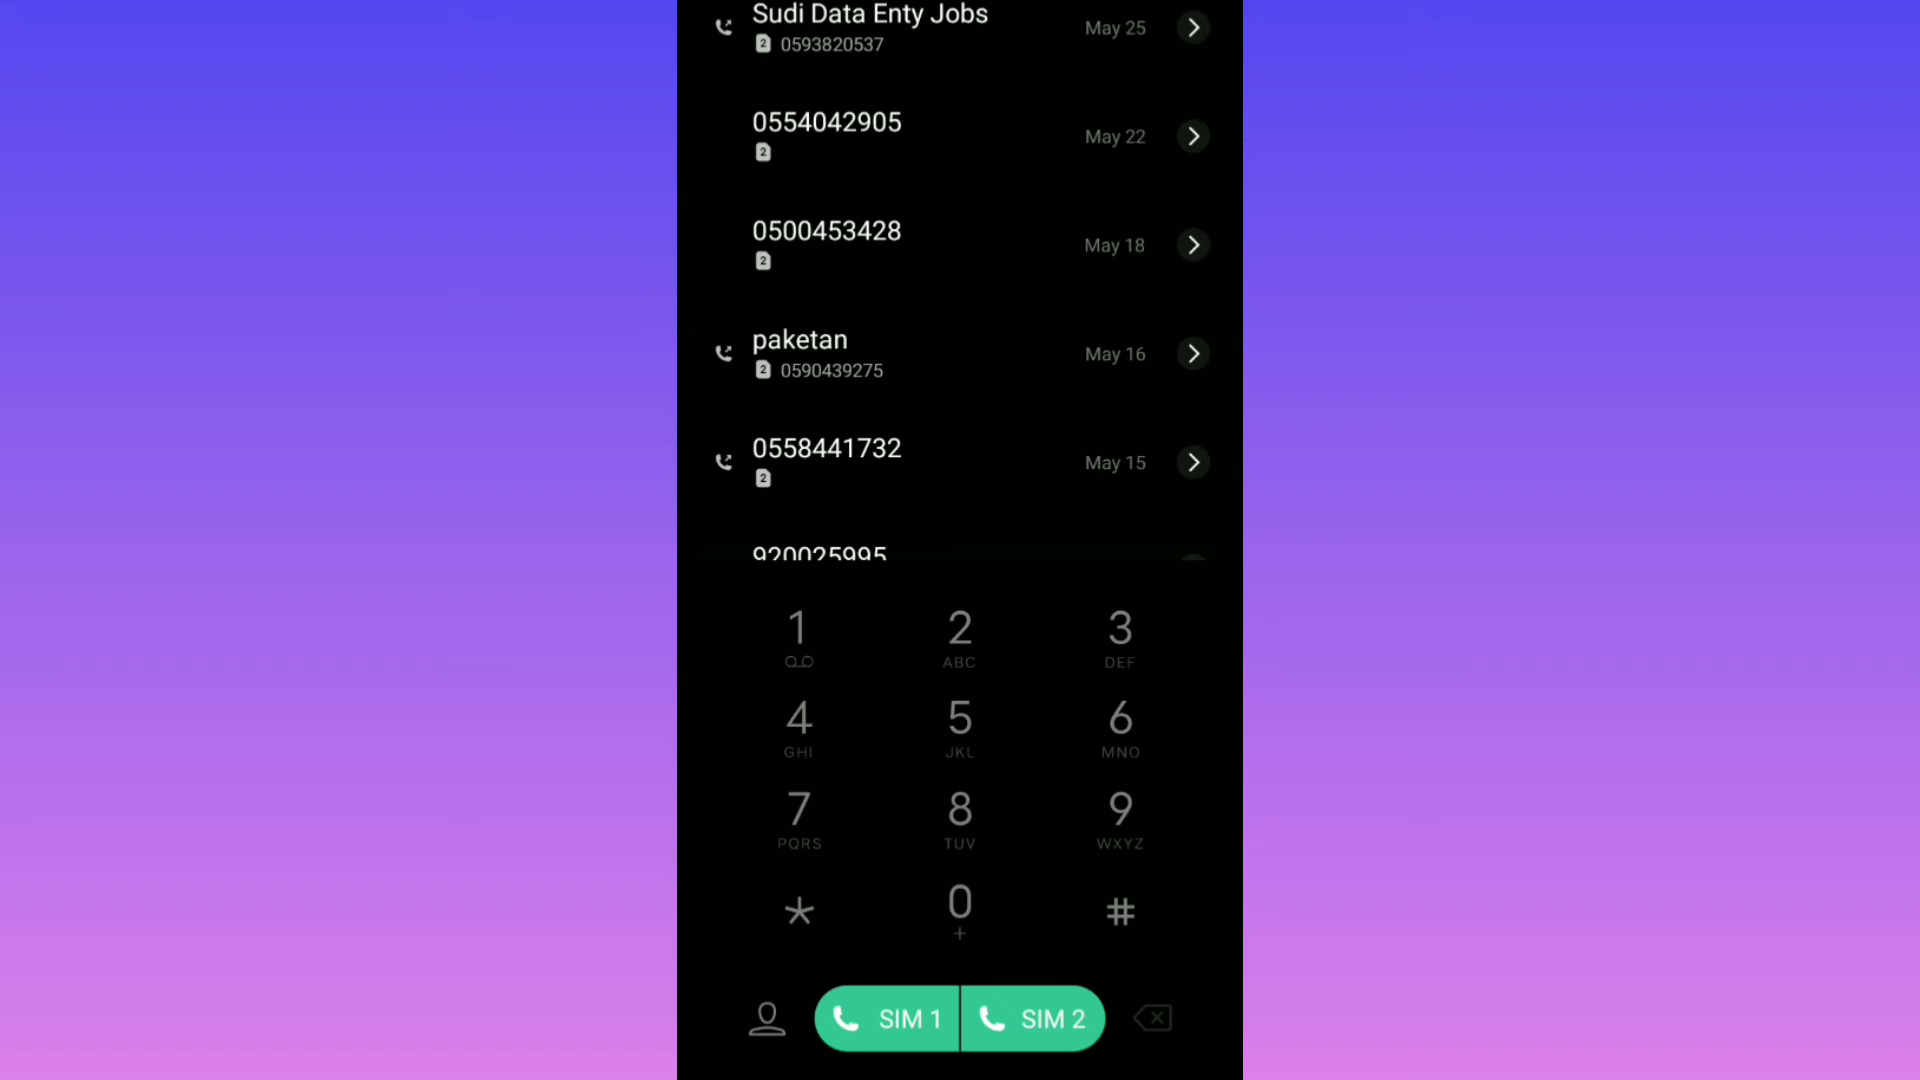 Sudi Data Enty Jobs
2 0593820537
May 25
0554042905
2
May 22
0500453428
2
May 18
paketan
2 0590439275
May 16
0558441732
2
May 15
920025995
1 2 3
ABC DEF
4 5 6
GHI JKL MNO
7 8 9
PQRS TUV WXYZ
* 0 #
+
SIM 1 SIM 2